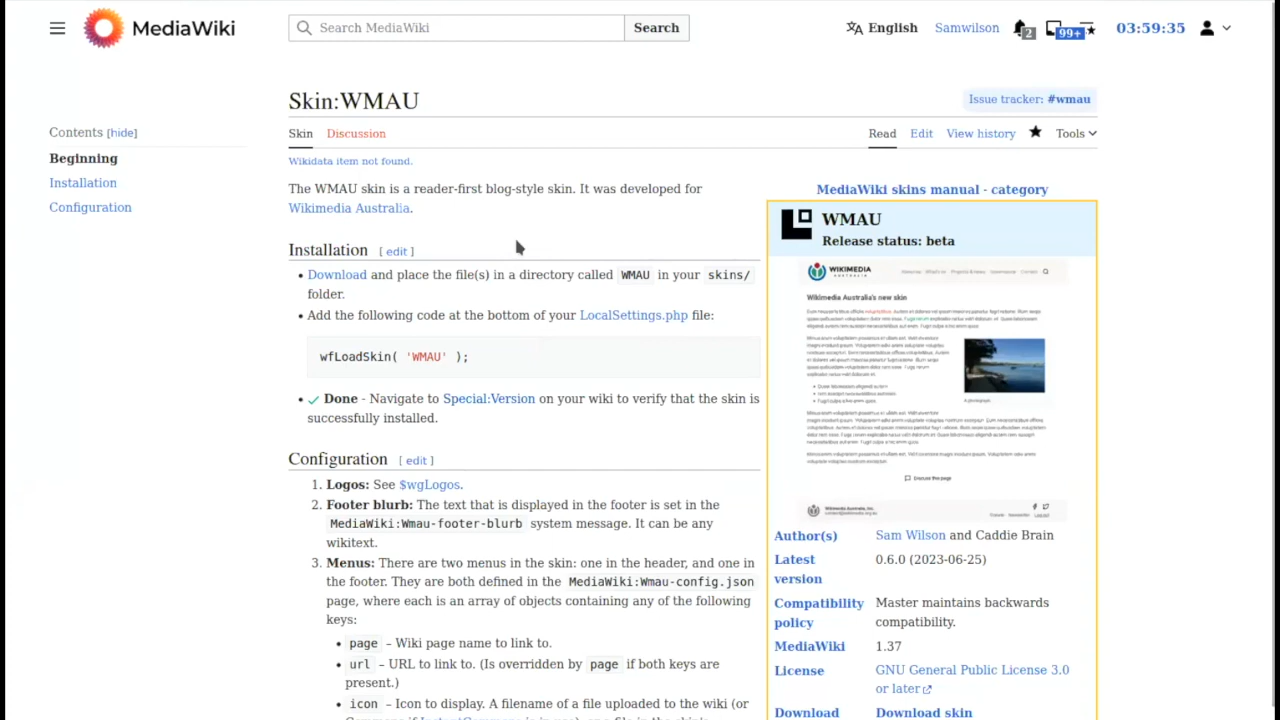 MediaWiki
Search MediaWiki
Search
English
Samwilson
2
99+
03:59:35
Skin:WMAU
Issue tracker: #wmau
Contents [hide]
Beginning
Installation
Configuration
Skin
Discussion
Read
Edit
View history
Tools
Wikidata item not found.
The WMAU skin is a reader-first blog-style skin. It was developed for
Wikimedia Australia.
Installation [ edit ]
• Download and place the file(s) in a directory called WMAU in your skins/
folder.
• Add the following code at the bottom of your LocalSettings.php file:
wfLoadSkin( 'WMAU' );
• ✓ Done - Navigate to Special:Version on your wiki to verify that the skin is
successfully installed.
Configuration [ edit ]
1. Logos: See $wgLogos.
2. Footer blurb: The text that is displayed in the footer is set in the
MediaWiki:Wmau-footer-blurb system message. It can be any
wikitext.
3. Menus: There are two menus in the skin: one in the header, and one in
the footer. They are both defined in the MediaWiki:Wmau-config.json
page, where each is an array of objects containing any of the following
keys:
• page – Wiki page name to link to.
• url – URL to link to. (Is overridden by page if both keys are
present.)
• icon – Icon to display. A filename of a file uploaded to the wiki (or
MediaWiki skins manual - category
WMAU
Release status: beta
WIKIMEDIA
AUSTRALIA
Wikimedia Australia's new skin
Discuss this page
Author(s) Sam Wilson and Caddie Brain
Latest
version
0.6.0 (2023-06-25)
Compatibility
policy
Master maintains backwards
compatibility.
MediaWiki 1.37
License GNU General Public License 3.0
or later
Download Download skin